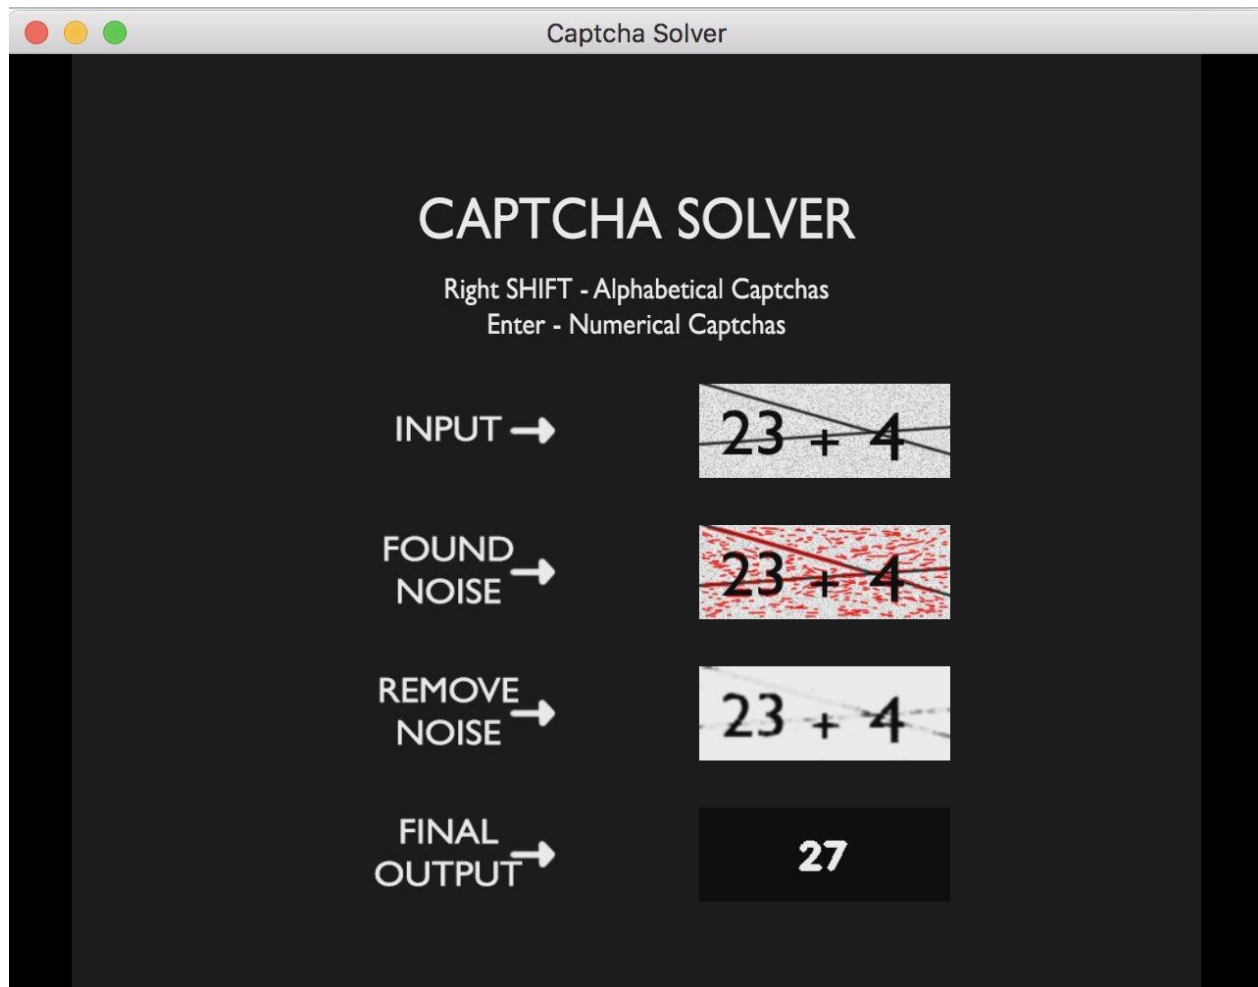 Captcha Solver
CAPTCHA SOLVER
Right SHIFT - Alphabetical Captchas
Enter - Numerical Captchas
INPUT
23 + 4
FOUND
NOISE
23 + 4
REMOVE
NOISE
23 + 4
FINAL
OUTPUT
27